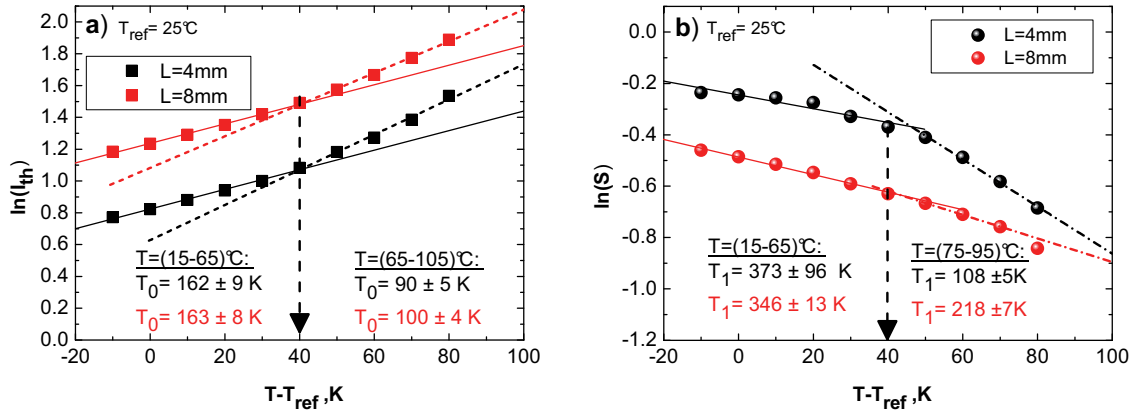 a) T_ref = 25℃
L=4mm
L=8mm
T=(15-65)℃:
T_0= 162 ± 9 K
T_0= 163 ± 8 K
T=(65-105)℃:
T_0= 90 ± 5 K
T_0= 100 ± 4 K
ln(I_th)
2.0
1.8
1.6
1.4
1.2
1.0
0.8
0.6
0.4
0.2
0.0
-20 0 20 40 60 80 100
T-T_ref ,K
b) T_ref= 25℃
L=4mm
L=8mm
T=(15-65)℃:
T_1= 373 ± 96 K
T_1= 346 ± 13 K
T=(75-95)℃:
T_1= 108 ±5K
T_1= 218 ±7K
ln(S)
0.0
-0.2
-0.4
-0.6
-0.8
-1.0
-1.2
-20 0 20 40 60 80 100
T-T_ref ,K